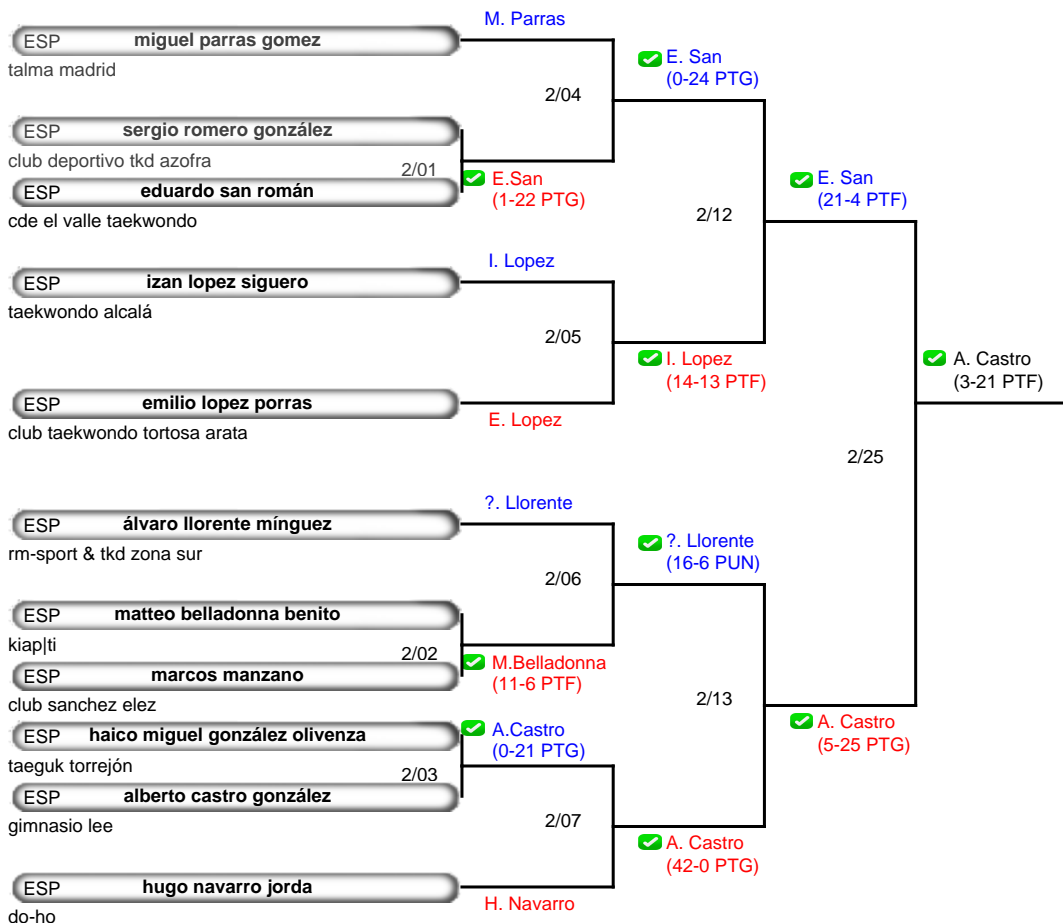 M. Parras
ESP miguel parras gomez
talma madrid
E. San
(0-24 PTG)
2/04
ESP sergio romero gonzález
club deportivo tkd azofra
2/01
E.San
(1-22 PTG)
ESP eduardo san román
cde el valle taekwondo
E. San
(21-4 PTF)
2/12
I. Lopez
ESP izan lopez siguero
taekwondo alcalá
2/05
I. Lopez
(14-13 PTF)
A. Castro
(3-21 PTF)
ESP emilio lopez porras
E. Lopez
club taekwondo tortosa arata
2/25
?. Llorente
ESP álvaro llorente mínguez
rm-sport & tkd zona sur
?. Llorente
(16-6 PUN)
2/06
ESP matteo belladonna benito
kiap|ti
2/02
M.Belladonna
(11-6 PTF)
ESP marcos manzano
club sanchez elez
2/13
A. Castro
(5-25 PTG)
ESP haico miguel gonzález olivenza
A.Castro
(0-21 PTG)
taeguk torrejón
2/03
ESP alberto castro gonzález
gimnasio lee
2/07
A. Castro
(42-0 PTG)
ESP hugo navarro jorda
H. Navarro
do-ho